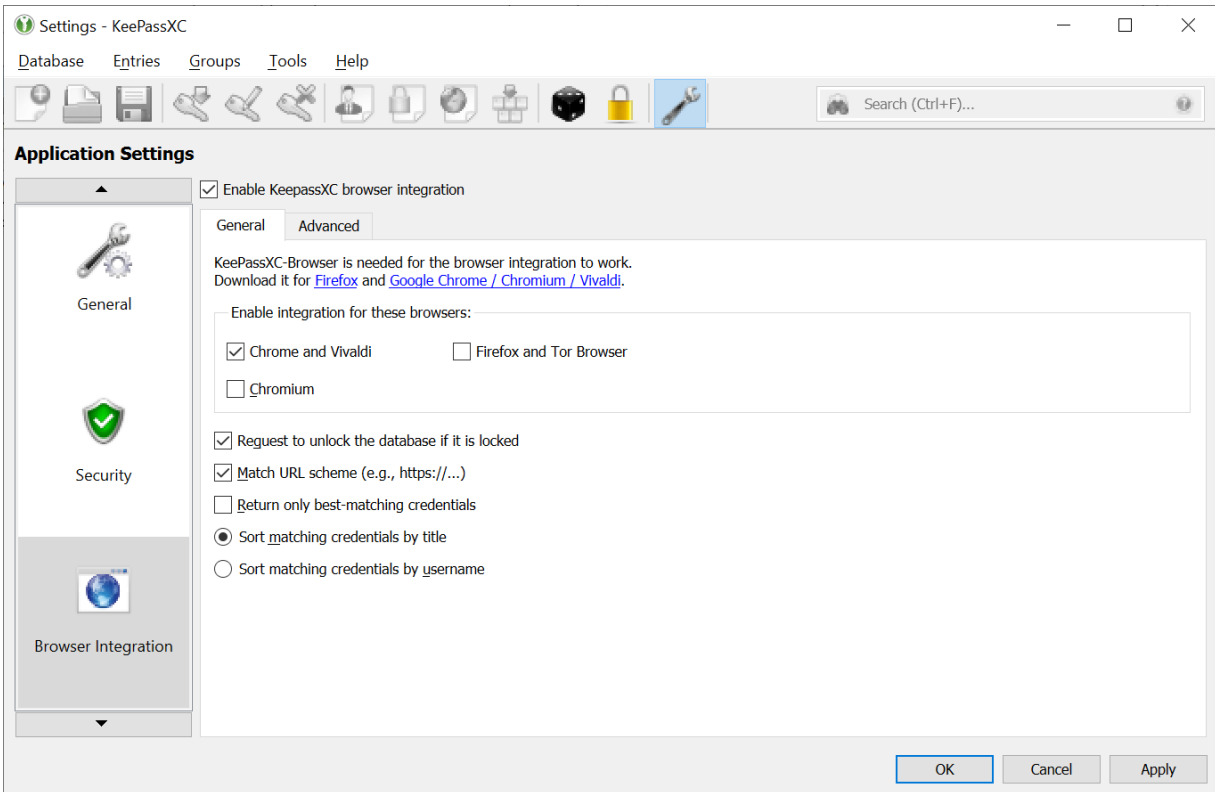 Settings - KeePassXC
Database Entries Groups Tools Help
Search (Ctrl+F)...
Application Settings
Enable KeepassXC browser integration
General Advanced
KeePassXC-Browser is needed for the browser integration to work.
Download it for Firefox and Google Chrome / Chromium / Vivaldi.
General
Enable integration for these browsers:
Chrome and Vivaldi Firefox and Tor Browser
Chromium
Request to unlock the database if it is locked
Security
Match URL scheme (e.g., https://...)
Return only best-matching credentials
Sort matching credentials by title
Sort matching credentials by username
Browser Integration
OK Cancel Apply